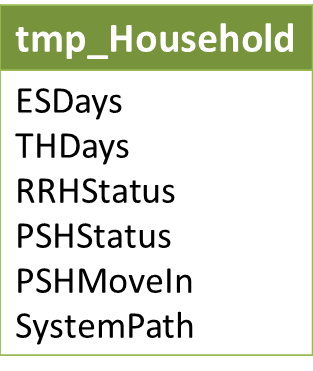 tmp_Household
ESDays
THDays
RRHStatus
PSHStatus
PSHMoveIn
SystemPath